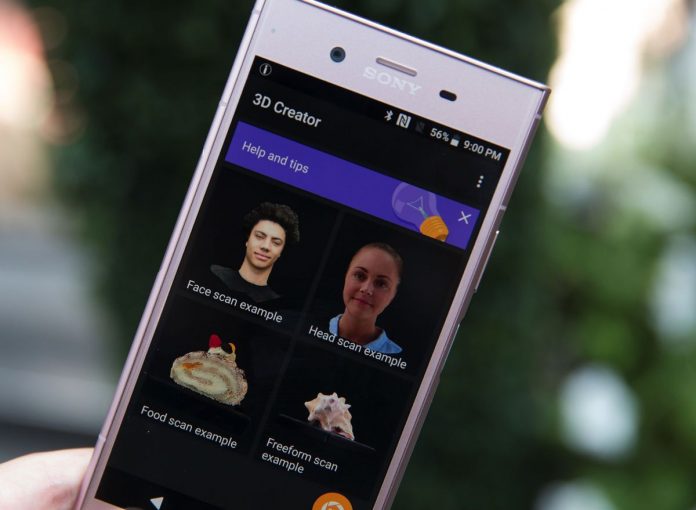 SONY
56% 9:00 PM
3D Creator
Help and tips
Face scan example
Head scan example
Food scan example
Freeform scan
example